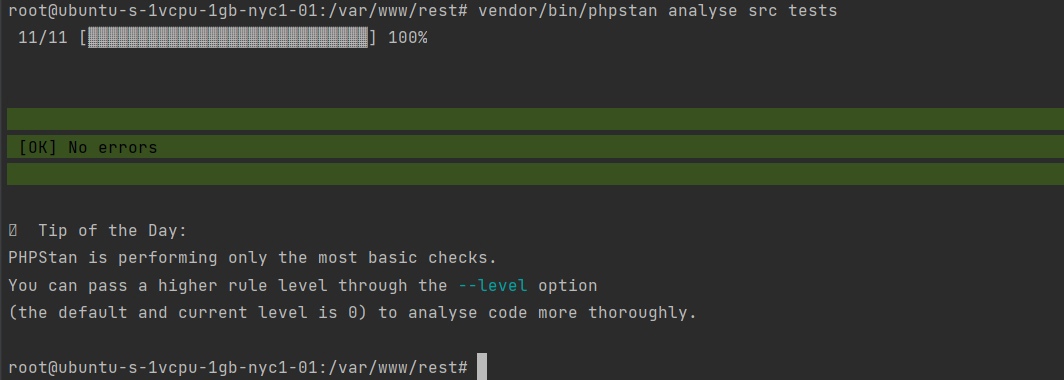 root@ubuntu-s-1vcpu-1gb-nyc1-01:/var/www/rest# vendor/bin/phpstan analyse src tests
11/11 [▓▓▓▓▓▓▓▓▓▓▓▓▓▓▓▓▓▓▓▓▓▓▓▓▓▓▓▓] 100%
[OK] No errors
Tip of the Day:
PHPStan is performing only the most basic checks.
You can pass a higher rule level through the --level option
(the default and current level is 0) to analyse code more thoroughly.
root@ubuntu-s-1vcpu-1gb-nyc1-01:/var/www/rest#